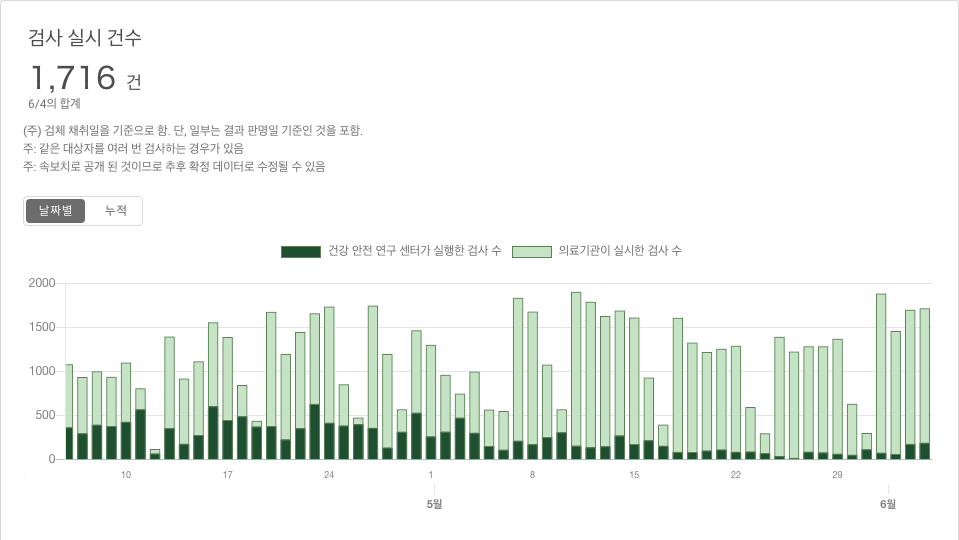 검사 실시 건수
1,716 건
6/4의 합계
(주) 검체 채취일을 기준으로 함. 단, 일부는 결과 판명일 기준인 것을 포함.
주: 같은 대상자를 여러 번 검사하는 경우가 있음
주: 속보치로 공개 된 것이므로 추후 확정 데이터로 수정될 수 있음
날짜별 누적
건강 안전 연구 센터가 실행한 검사 수 의료기관이 실시한 검사 수
2000
1500
1000
500
0
10 17 24 1 8 15 22 29
5월 6월